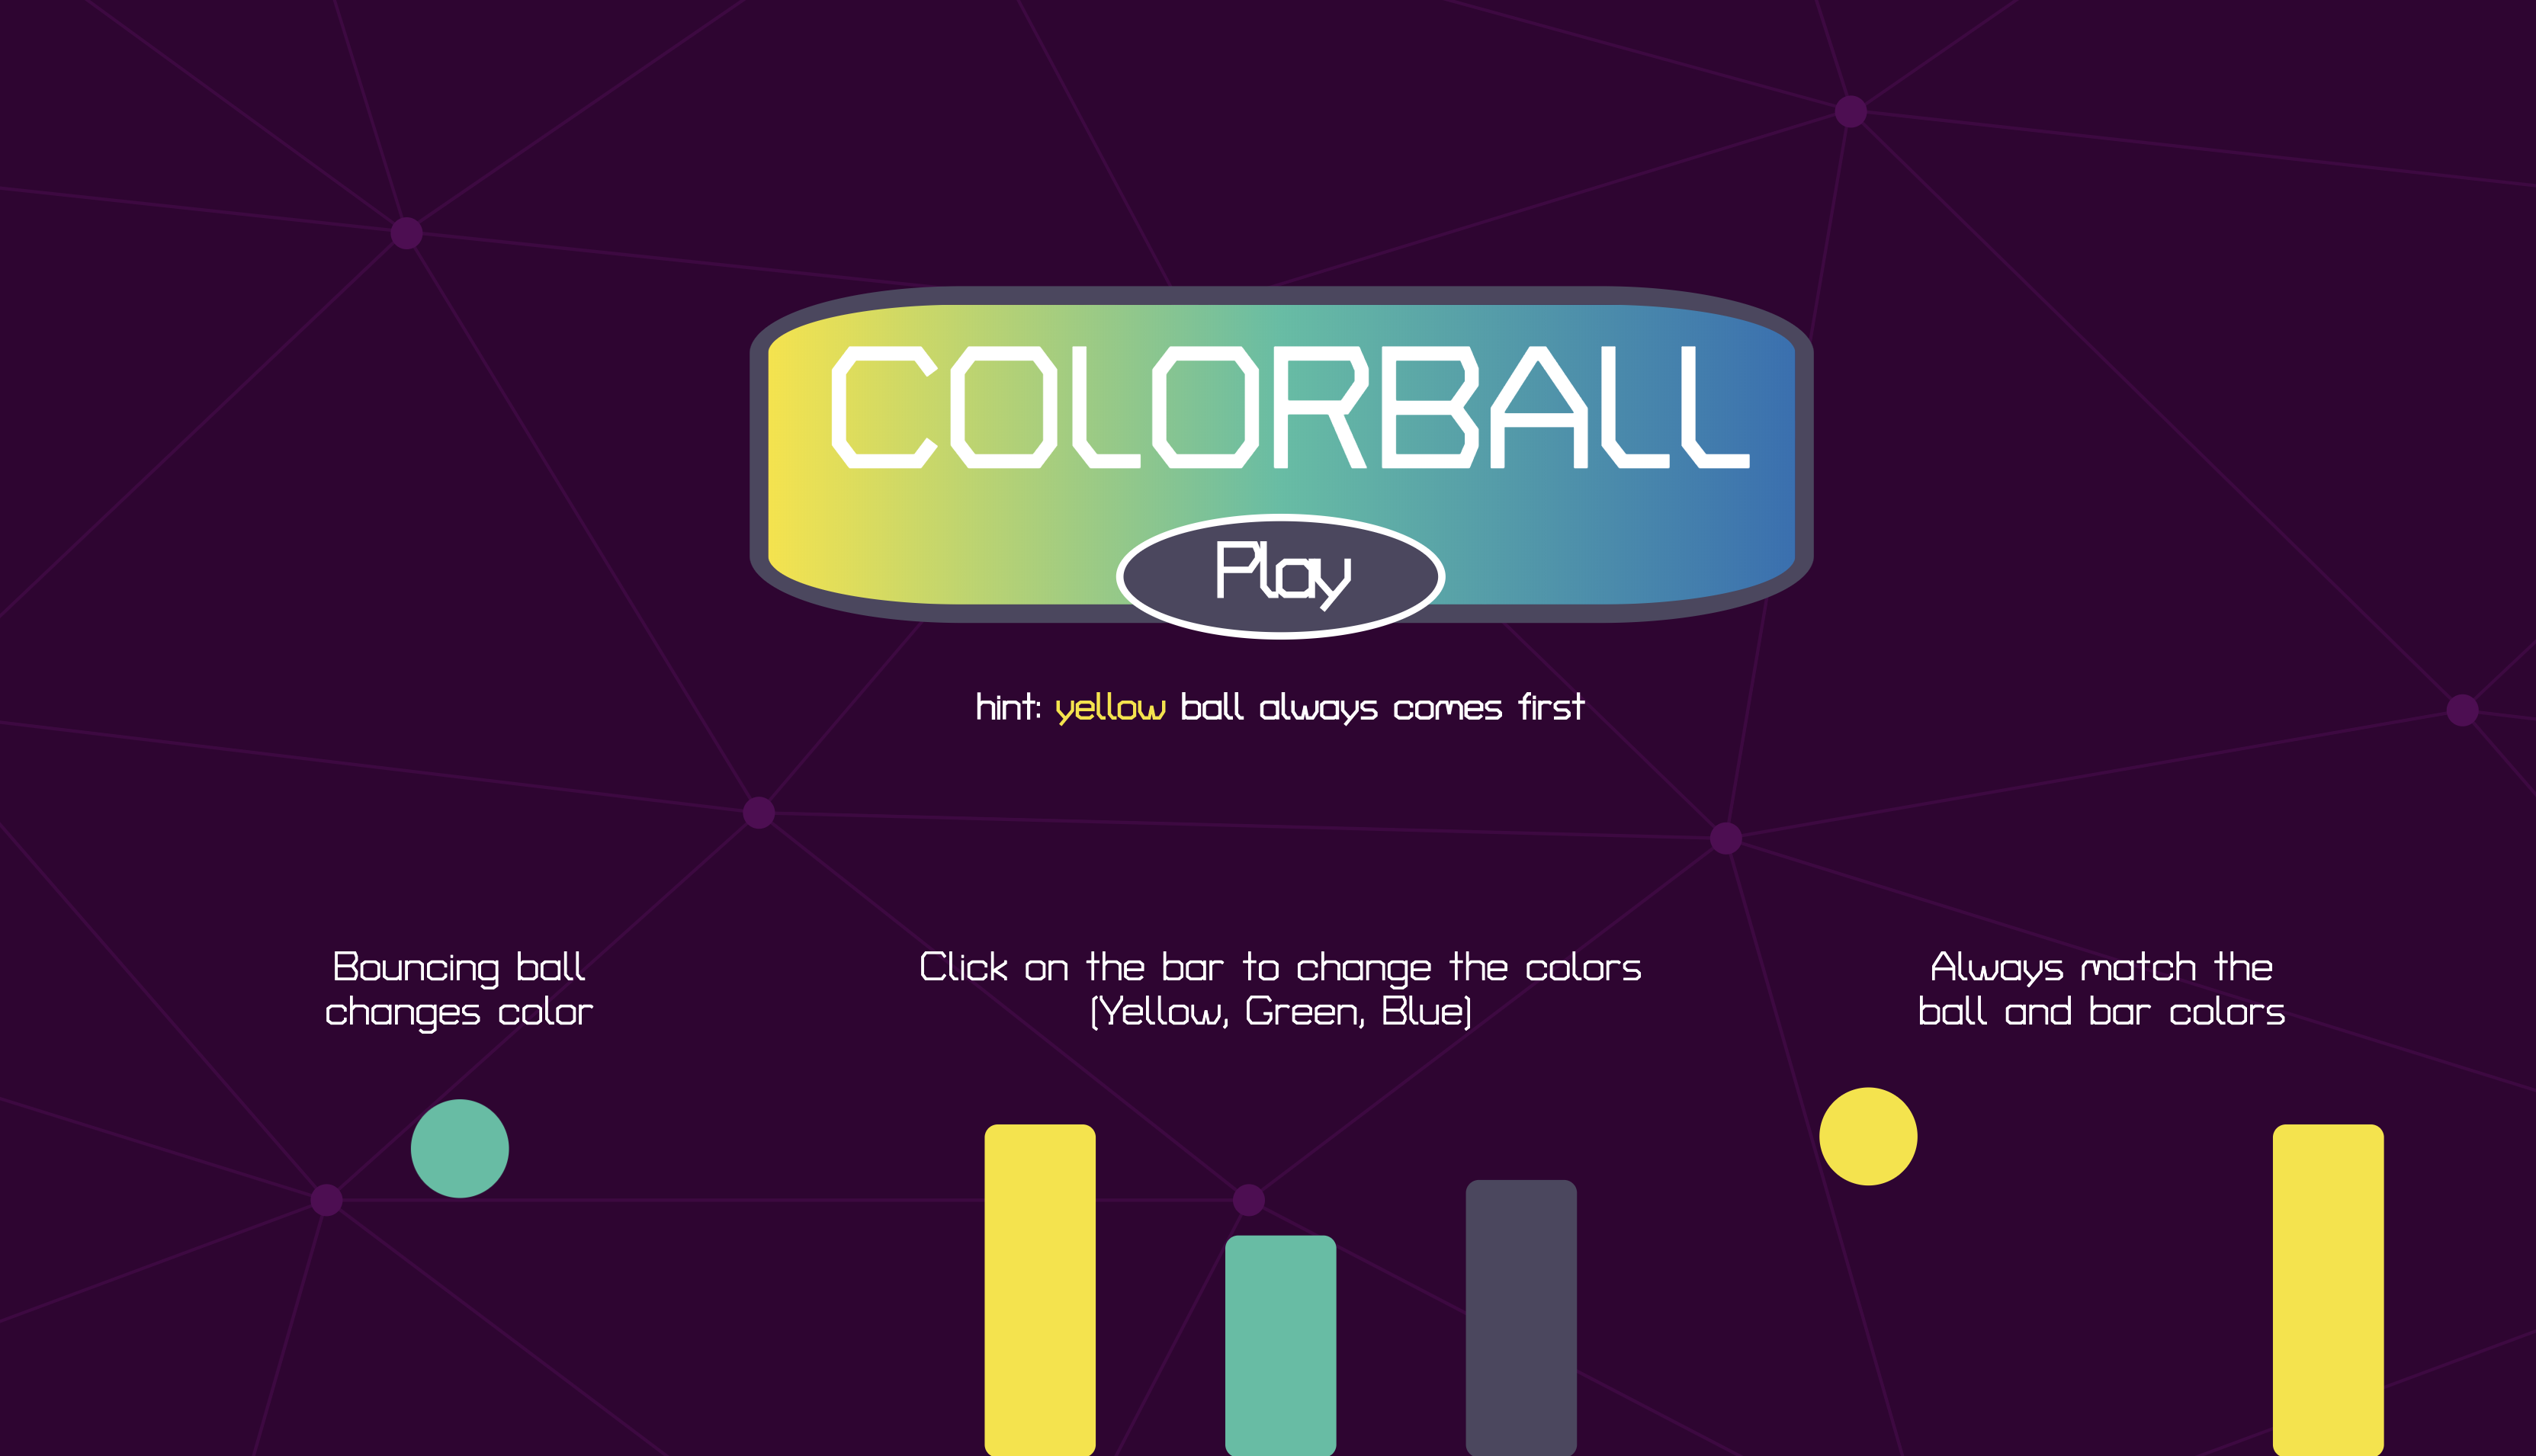 COLORBALL
Play
hint: yellow ball always comes first
Bouncing ball
changes color
Click on the bar to change the colors
(Yellow, Green, Blue)
Always match the
ball and bar colors